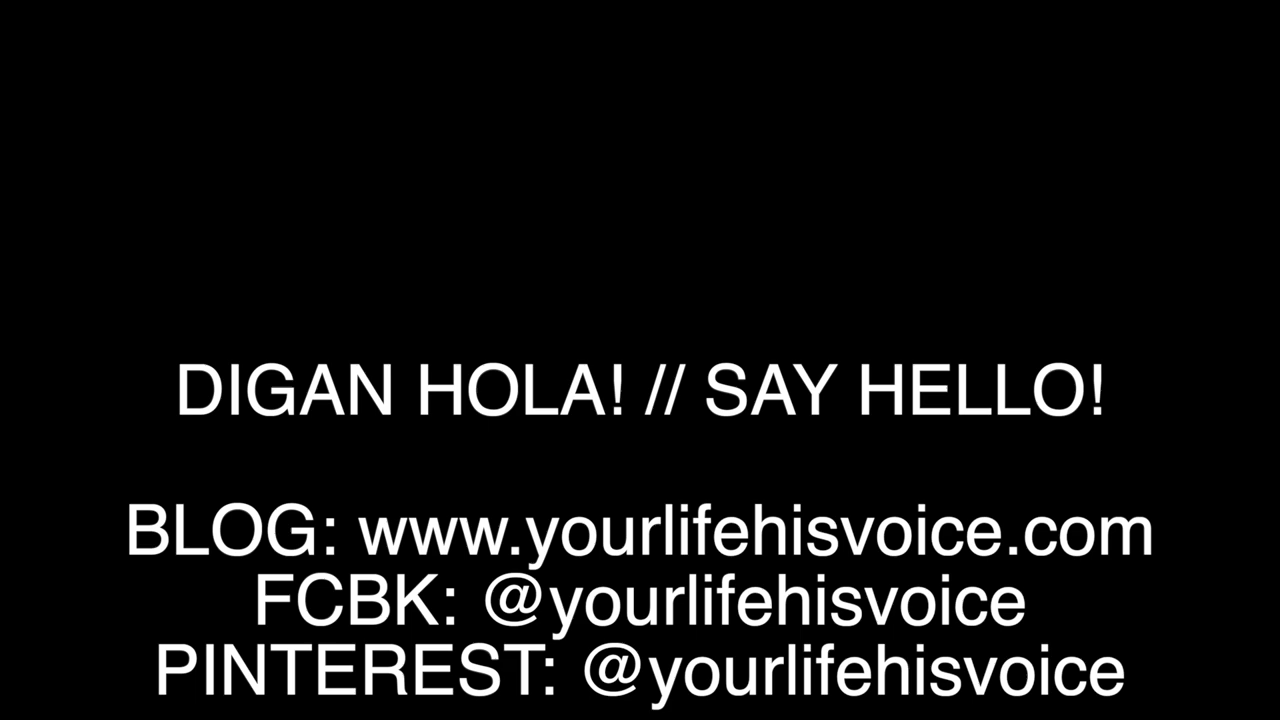 DIGAN HOLA! // SAY HELLO!
BLOG: www.yourlifehisvoice.com
FCBK: @yourlifehisvoice
PINTEREST: @yourlifehisvoice